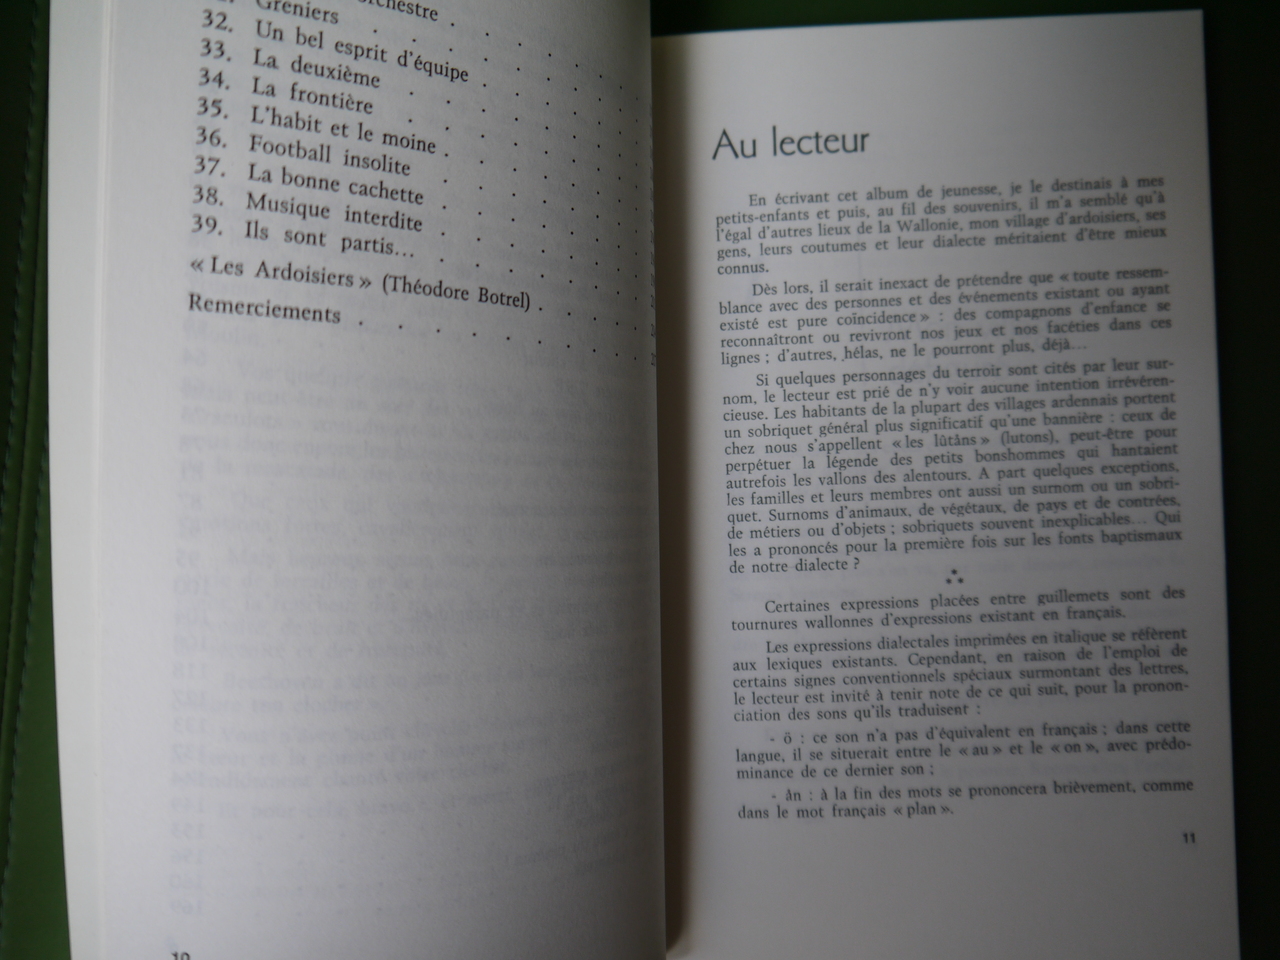 Greniers
32. Un bel esprit d'équipe
33. La deuxième
34. La frontière
35. L'habit et le moine
36. Football insolite
37. La bonne cachette
38. Musique interdite
39. Ils sont partis...
« Les Ardoisiers » (Théodore Botrel)
Remerciements
10
Au lecteur
En écrivant cet album de jeunesse, je le destinais à mes
petits-enfants et puis, au fil des souvenirs, il m'a semblé qu'à
l'égal d'autres lieux de la Wallonie, mon village d'ardoisiers, ses
gens, leurs coutumes et leur dialecte méritaient d'être mieux
connus.
Dès lors, il serait inexact de prétendre que « toute ressem-
blance avec des personnes et des événements existant ou ayant
existé est pure coïncidence » : des compagnons d'enfance se
reconnaîtront ou revivront nos jeux et nos facéties dans ces
lignes ; d'autres, hélas, ne le pourront plus, déjà...
Si quelques personnages du terroir sont cités par leur sur-
nom, le lecteur est prié de n'y voir aucune intention irrévéren-
cieuse. Les habitants de la plupart des villages ardennais portent
un sobriquet général plus significatif qu'une bannière : ceux de
chez nous s'appellent « les lûtâns » (lutons), peut-être pour
perpétuer la légende des petits bonshommes qui hantaient
autrefois les vallons des alentours. A part quelques exceptions,
les familles et leurs membres ont aussi un surnom ou un sobri-
quet. Surnoms d'animaux, de végétaux, de pays et de contrées,
de métiers ou d'objets ; sobriquets souvent inexplicables... Qui
les a prononcés pour la première fois sur les fonts baptismaux
de notre dialecte ?
Certaines expressions placées entre guillemets sont des
tournures wallonnes d'expressions existant en français.
Les expressions dialectales imprimées en italique se réfèrent
aux lexiques existants. Cependant, en raison de l'emploi de
certains signes conventionnels spéciaux surmontant des lettres,
le lecteur est invité à tenir note de ce qui suit, pour la pronon-
ciation des sons qu'ils traduisent :
- ô : ce son n'a pas d'équivalent en français ; dans cette
langue, il se situerait entre le « au » et le « on », avec prédo-
minance de ce dernier son ;
- ân : à la fin des mots se prononcera brièvement, comme
dans le mot français « plan ».
11